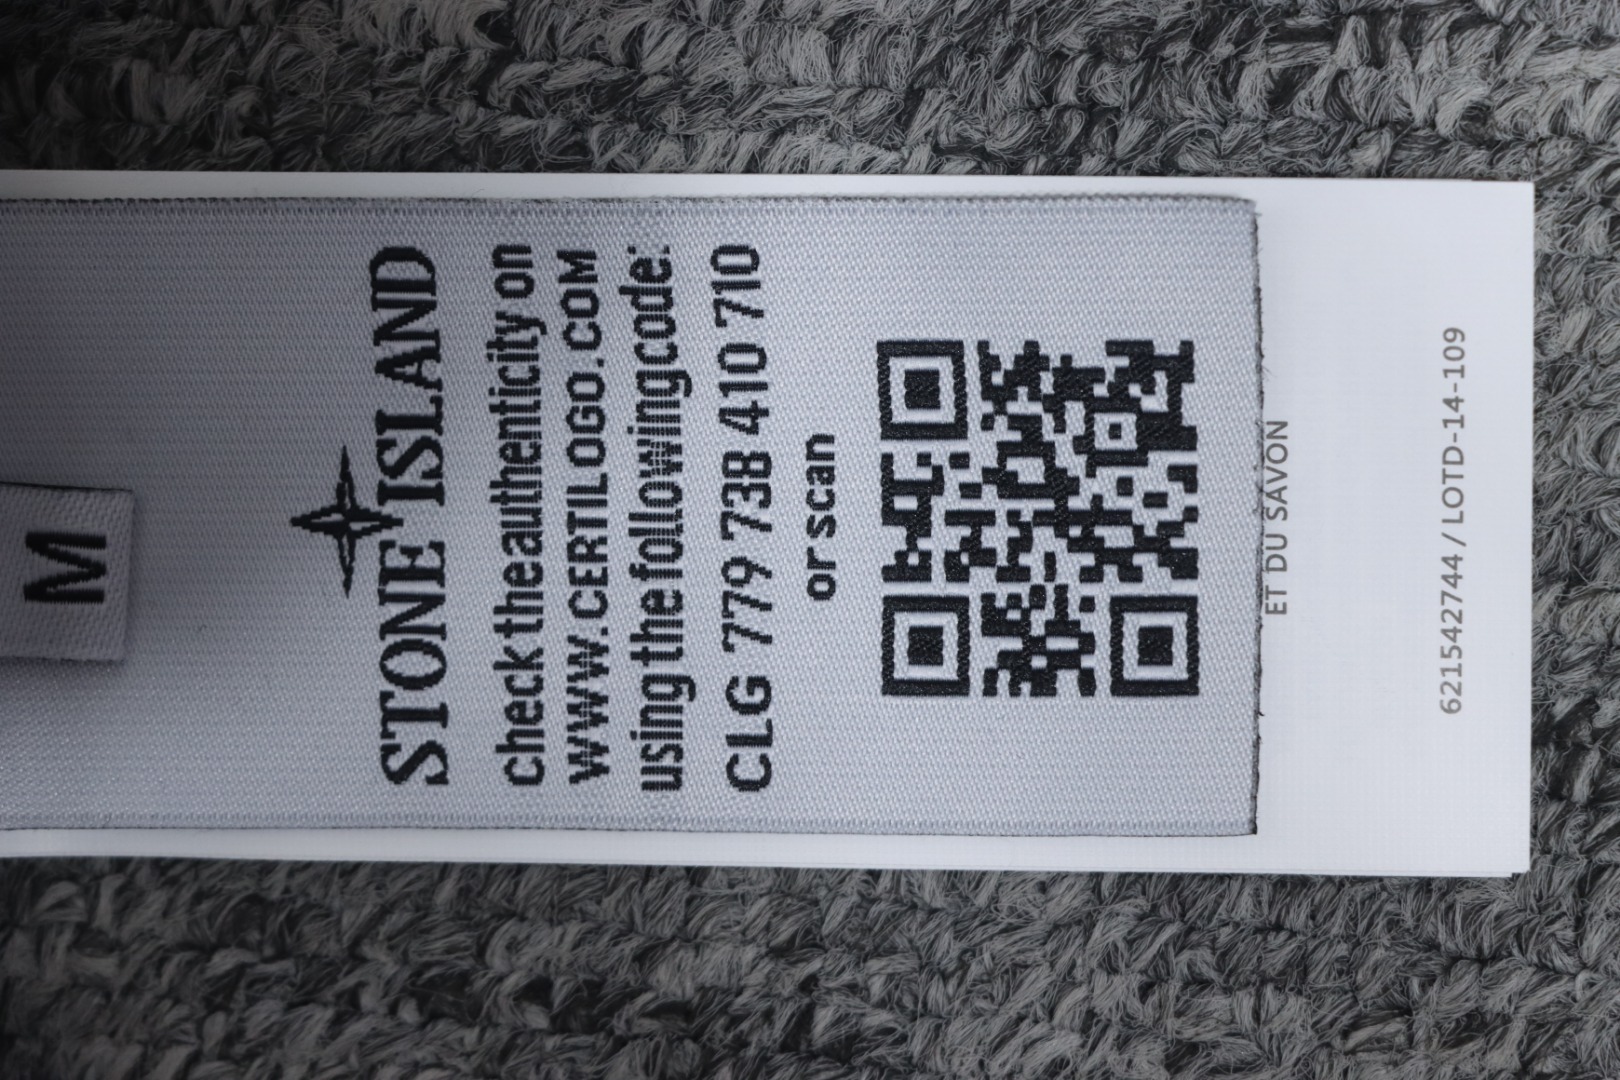 M
STONE ISLAND
check the authenticity on
WWW.CERTILOGO.COM
using the following code:
CLG 779 738 410 710
or scan
ET DU SAVON
621542744 / LOTD-14-109